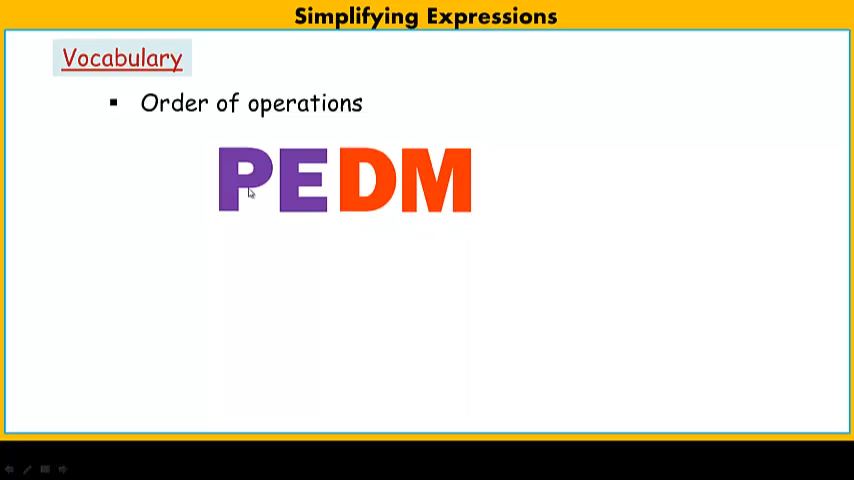 Simplifying Expressions
Vocabulary
▪ Order of operations
PEDM